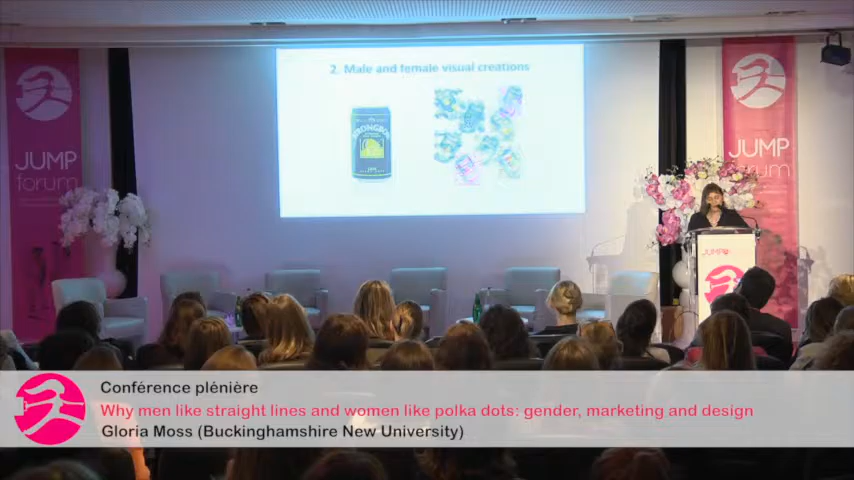 2. Male and female visual creations
STRONGBOW
JUMP
forum
JUMP
forum
JUMP
Conférence plénière
Why men like straight lines and women like polka dots: gender, marketing and design
Gloria Moss (Buckinghamshire New University)